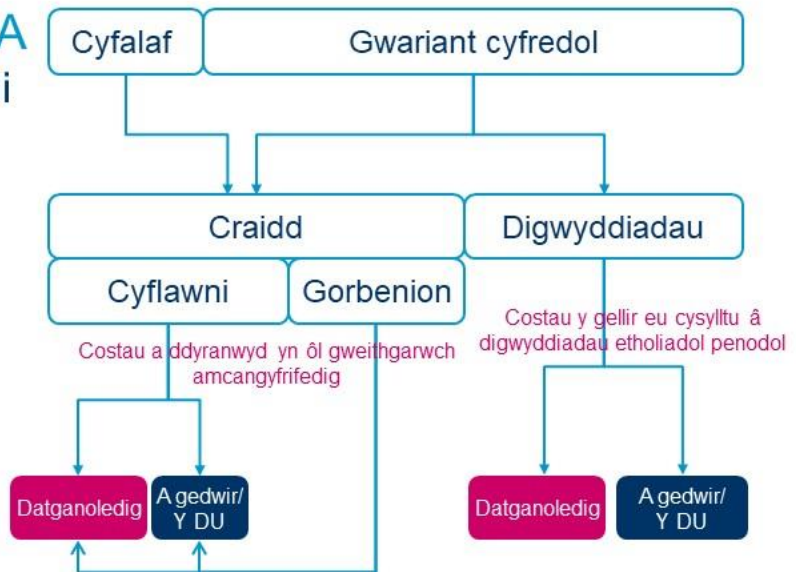 A
i
Cyfalaf
Gwariant cyfredol
Craidd
Digwyddiadau
Cyflawni
Gorbenion
Costau a ddyranwyd yn ôl gweithgarwch
amcangyfrifedig
Costau y gellir eu cysylltu â
digwyddiadau etholiadol penodol
Datganoledig
A gedwir/
Y DU
Datganoledig
A gedwir/
Y DU